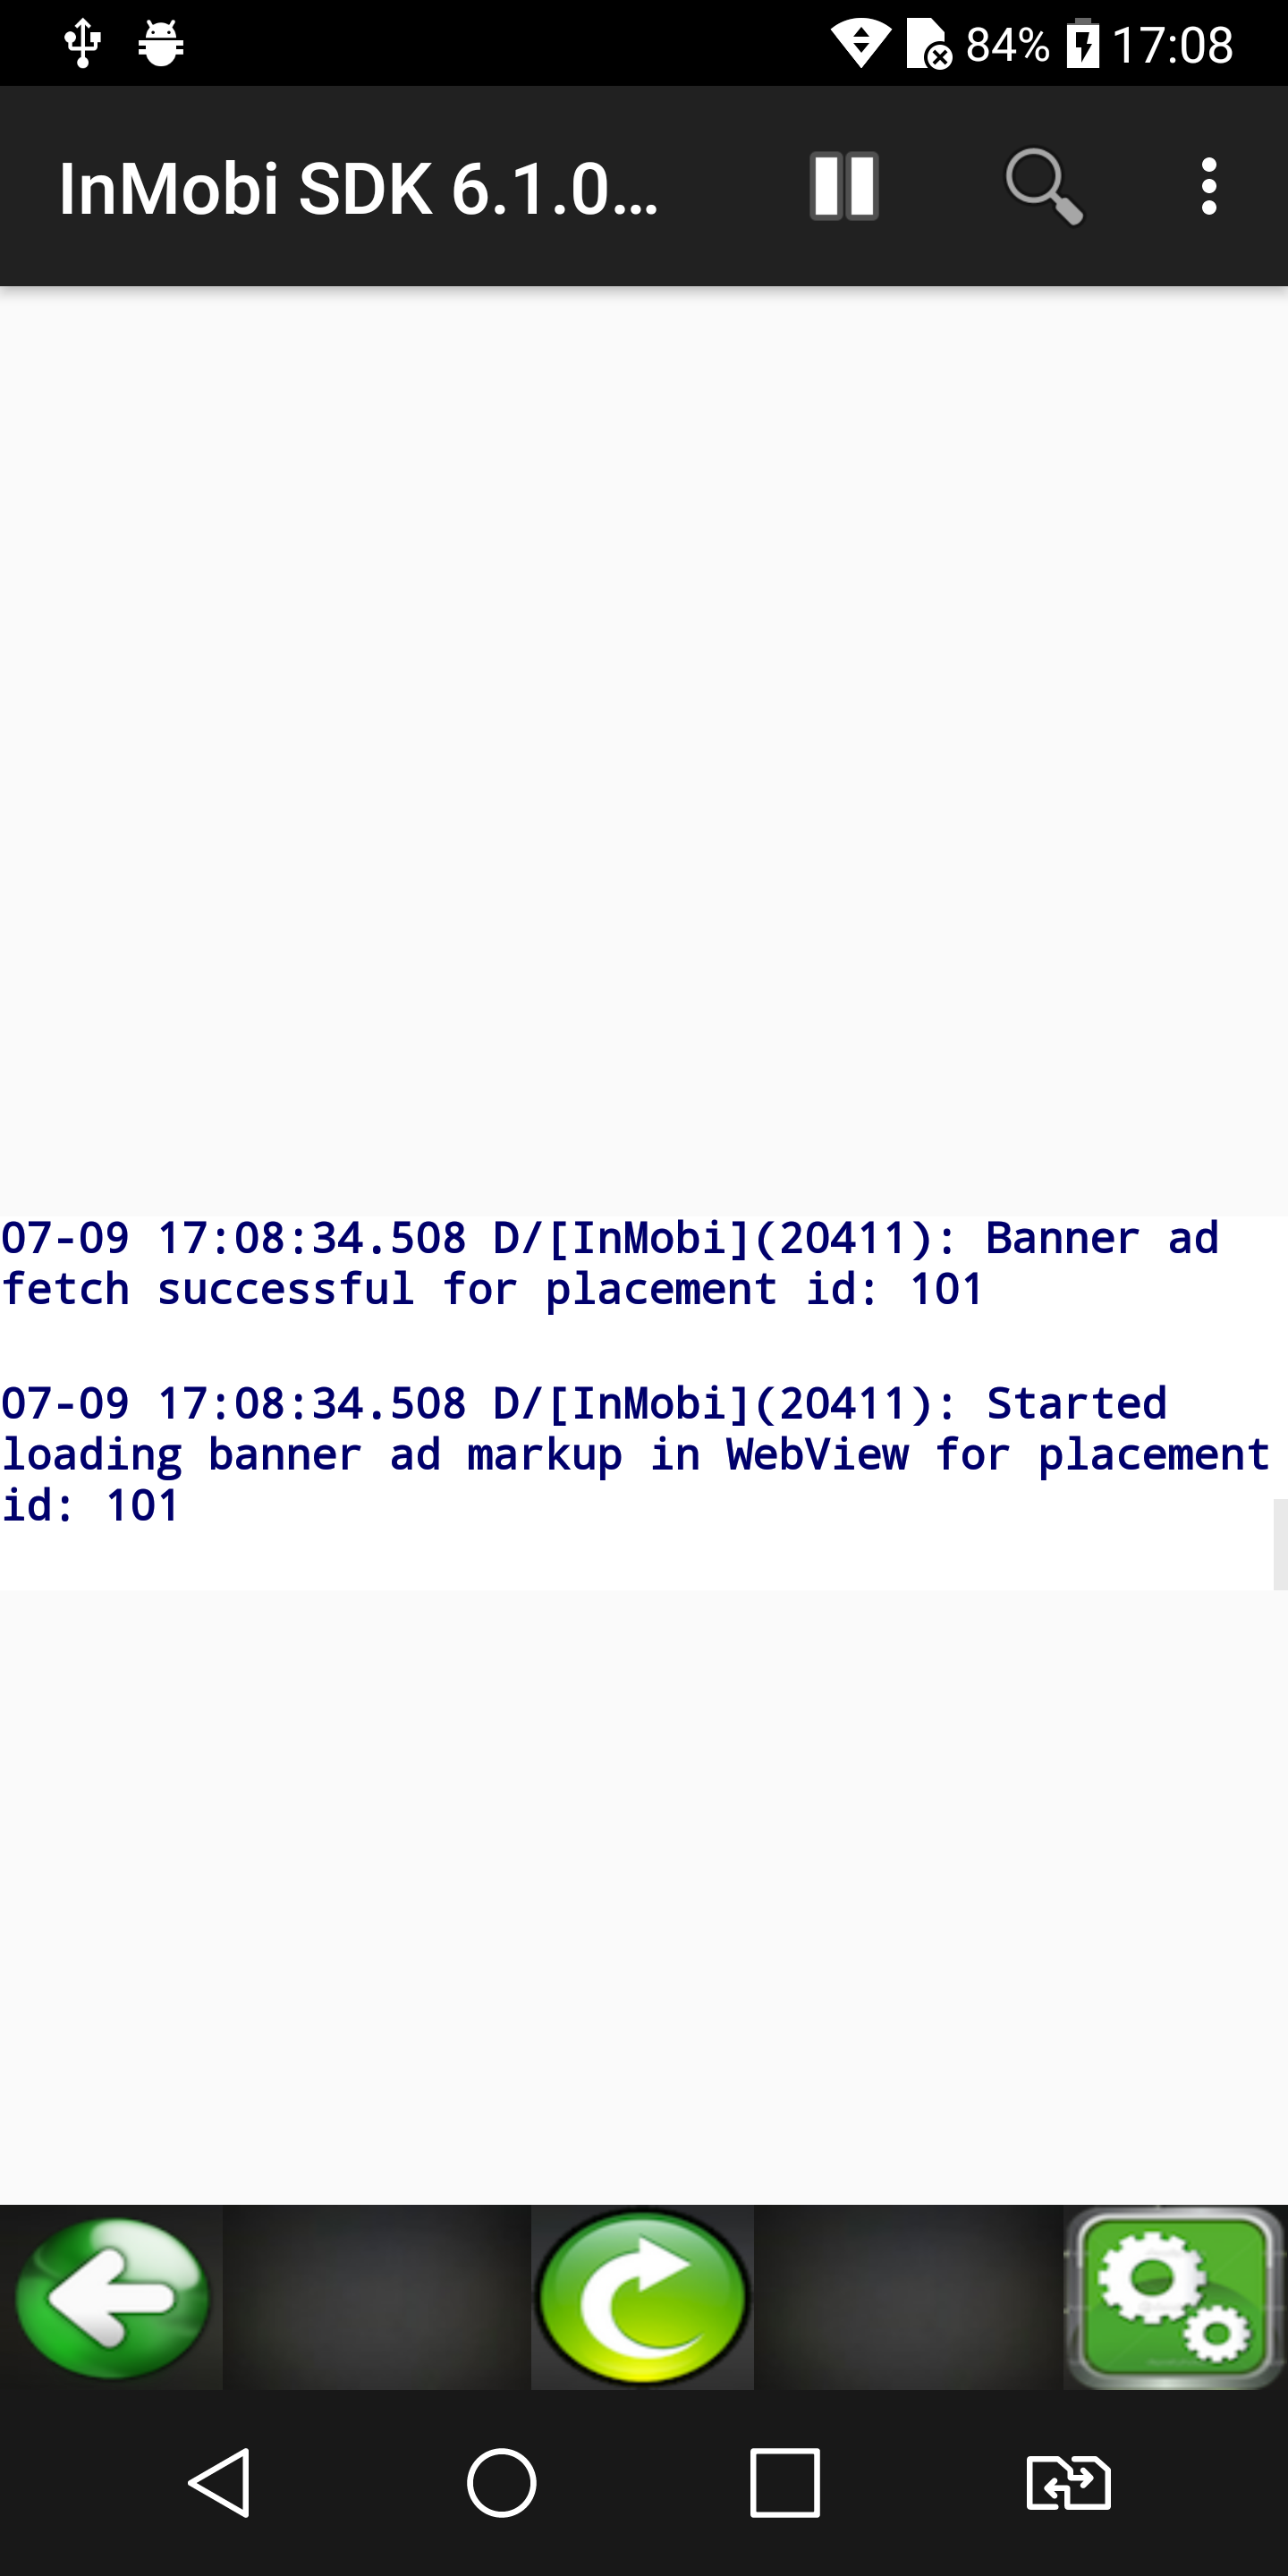 84% 17:08
InMobi SDK 6.1.0...
07-09 17:08:34.508 D/[InMobi](20411): Banner ad
fetch successful for placement id: 101
07-09 17:08:34.508 D/[InMobi](20411): Started
loading banner ad markup in WebView for placement
id: 101